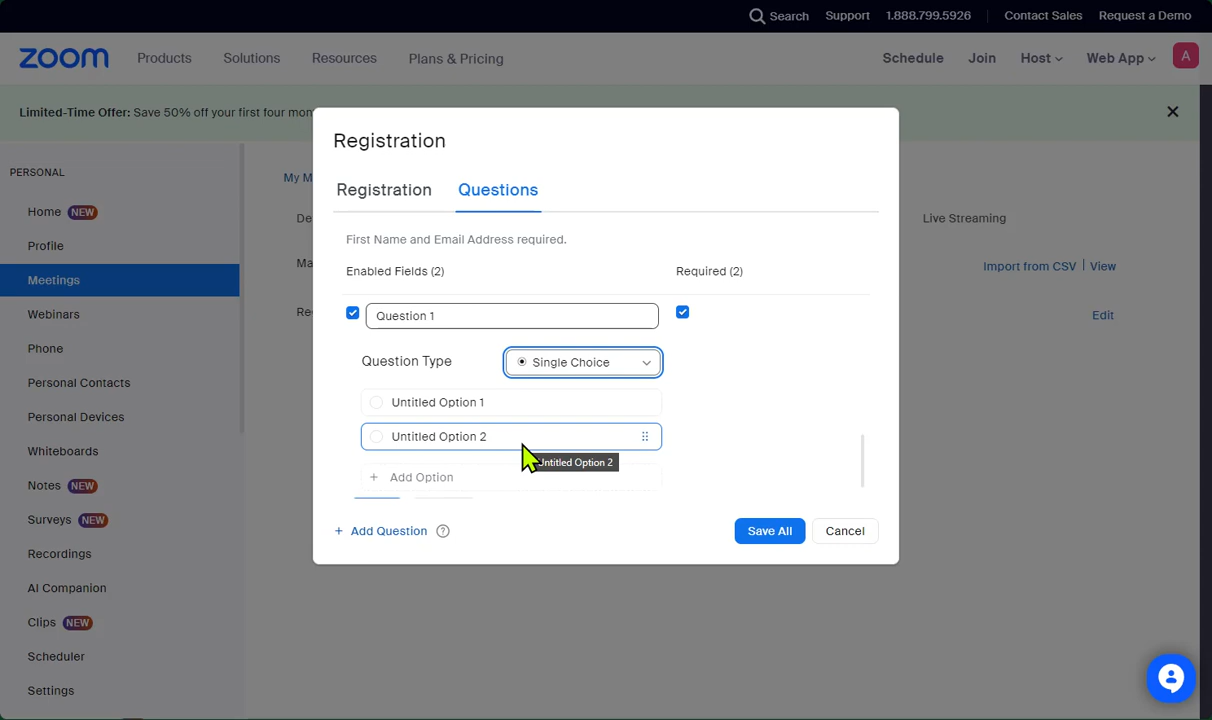 Search Support 1.888.799.5926 Contact Sales Request a Demo
zoom Products Solutions Resources Plans & Pricing Schedule Join Host Web App A
Limited-Time Offer: Save 50% off your first four mon
PERSONAL
Home NEW
Profile
Meetings
Webinars
Phone
Personal Contacts
Personal Devices
Whiteboards
Notes NEW
Surveys NEW
Recordings
AI Companion
Clips NEW
Scheduler
Settings
My M
De
Live Streaming
Ma
Import from CSV View
Re
Edit
Registration
Registration Questions
First Name and Email Address required.
Enabled Fields (2) Required (2)
Question 1
Question Type Single Choice
Untitled Option 1
Untitled Option 2
Untitled Option 2
+ Add Option
+ Add Question ?
Save All Cancel